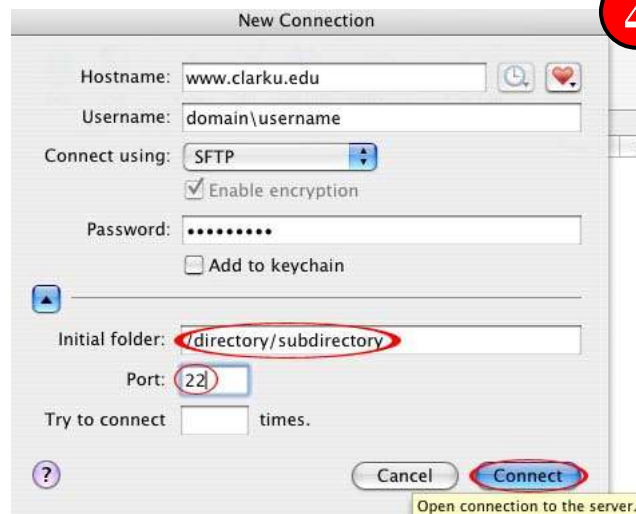 New Connection
Hostname: www.clarku.edu
Username: domain\username
Connect using: SFTP
Enable encryption
Password: •••••••••
Add to keychain
Initial folder: /directory/subdirectory
Port: 22
Try to connect times.
? Cancel Connect
Open connection to the server.